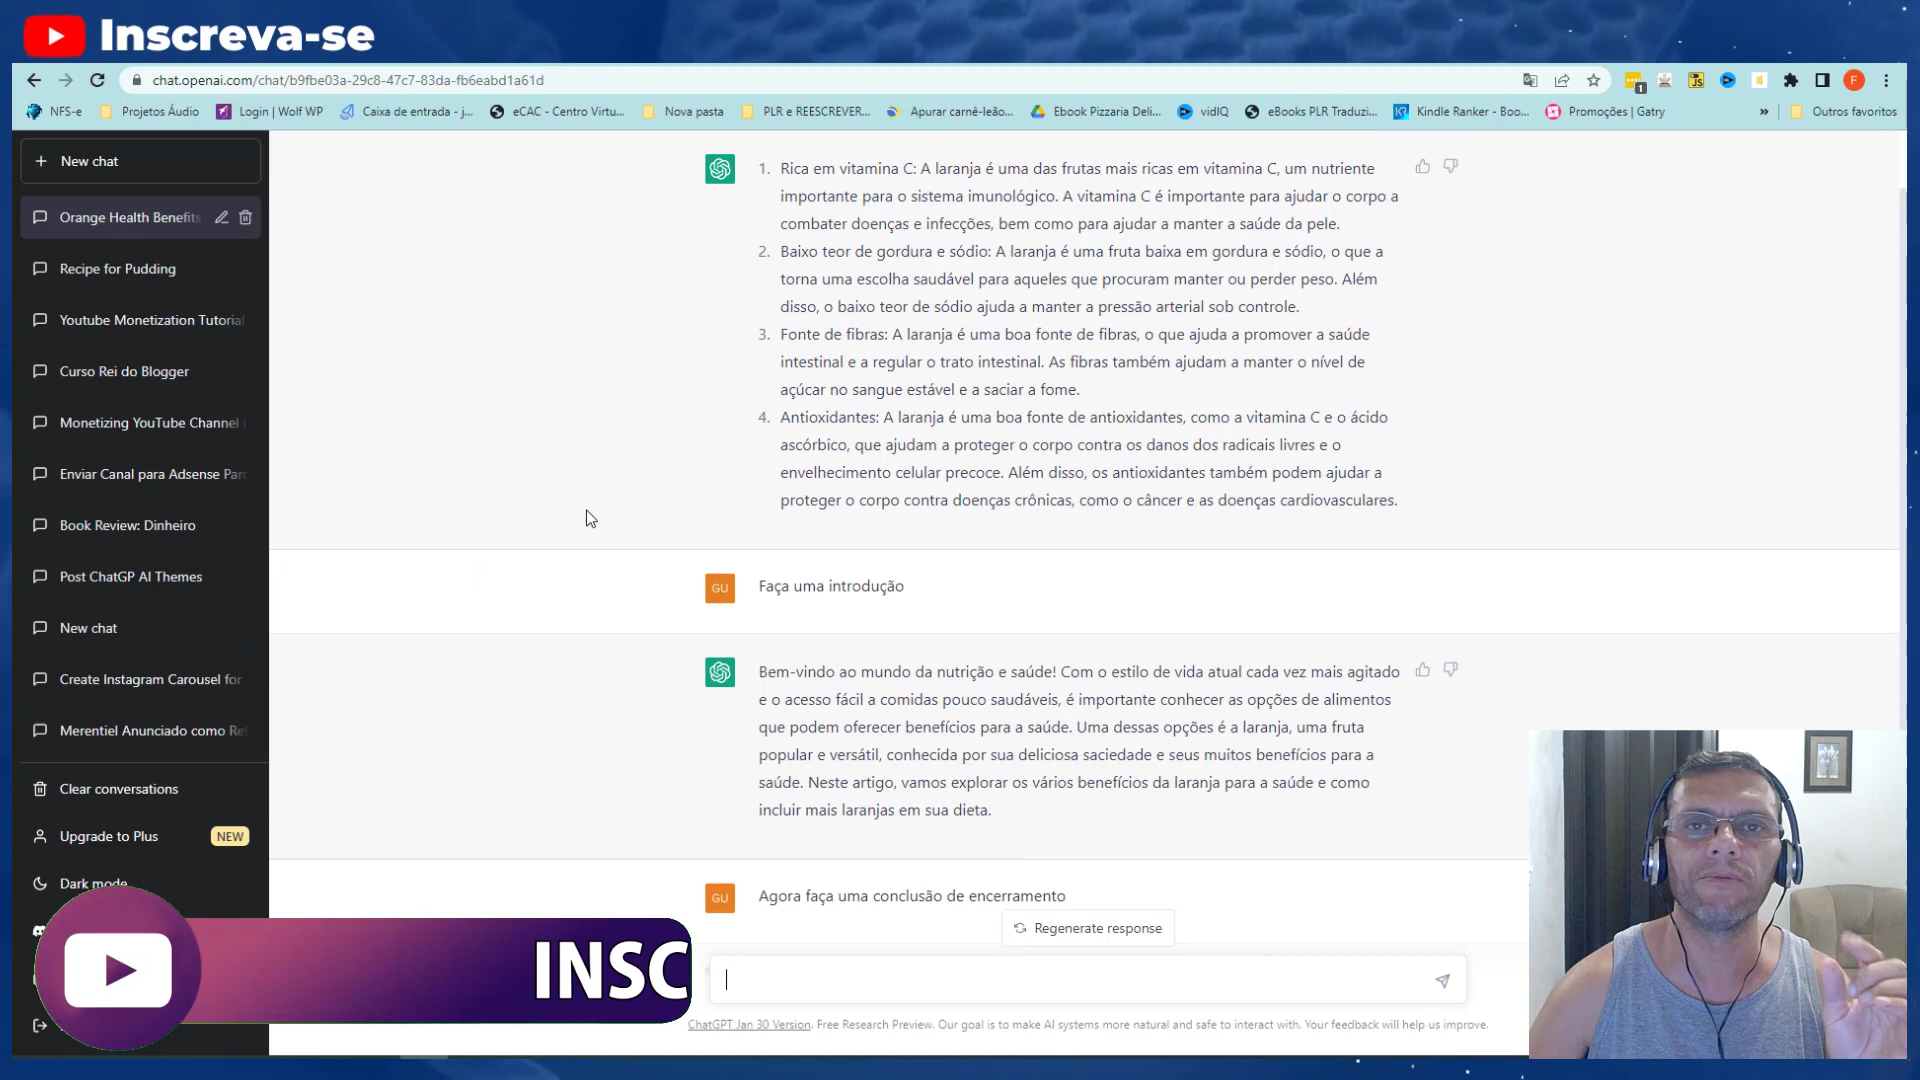 Inscreva-se
chat.openai.com/chat/b9fbe03a-29c8-47c7-83da-fb6eabd1a61d
1
F
NFS-e
Projetos Áudio
Login | Wolf WP
Caixa de entrada - j...
eCAC - Centro Virtu...
Nova pasta
PLR e REESCREVER...
Apurar carnê-leão...
Ebook Pizzaria Deli...
vidIQ
eBooks PLR Traduzi...
Kindle Ranker - Boo...
Promoções | Gatry
»
Outros favoritos
+ New chat
Orange Health Benefits
Recipe for Pudding
Youtube Monetization Tutorial
Curso Rei do Blogger
Monetizing YouTube Channel
Enviar Canal para Adsense Par
Book Review: Dinheiro
Post ChatGP AI Themes
New chat
Create Instagram Carousel for
Merentiel Anunciado como Re
Clear conversations
Upgrade to Plus NEW
Dark mode
1. Rica em vitamina C: A laranja é uma das frutas mais ricas em vitamina C, um nutriente
importante para o sistema imunológico. A vitamina C é importante para ajudar o corpo a
combater doenças e infecções, bem como para ajudar a manter a saúde da pele.
2. Baixo teor de gordura e sódio: A laranja é uma fruta baixa em gordura e sódio, o que a
torna uma escolha saudável para aqueles que procuram manter ou perder peso. Além
disso, o baixo teor de sódio ajuda a manter a pressão arterial sob controle.
3. Fonte de fibras: A laranja é uma boa fonte de fibras, o que ajuda a promover a saúde
intestinal e a regular o trato intestinal. As fibras também ajudam a manter o nível de
açúcar no sangue estável e a saciar a fome.
4. Antioxidantes: A laranja é uma boa fonte de antioxidantes, como a vitamina C e o ácido
ascórbico, que ajudam a proteger o corpo contra os danos dos radicais livres e o
envelhecimento celular precoce. Além disso, os antioxidantes também podem ajudar a
proteger o corpo contra doenças crônicas, como o câncer e as doenças cardiovasculares.
GU
Faça uma introdução
Bem-vindo ao mundo da nutrição e saúde! Com o estilo de vida atual cada vez mais agitado
e o acesso fácil a comidas pouco saudáveis, é importante conhecer as opções de alimentos
que podem oferecer benefícios para a saúde. Uma dessas opções é a laranja, uma fruta
popular e versátil, conhecida por sua deliciosa saciedade e seus muitos benefícios para a
saúde. Neste artigo, vamos explorar os vários benefícios da laranja para a saúde e como
incluir mais laranjas em sua dieta.
GU
Agora faça uma conclusão de encerramento
Regenerate response
INSC
ChatGPT Jan 30 Version. Free Research Preview. Our goal is to make AI systems more natural and safe to interact with. Your feedback will help us improve.